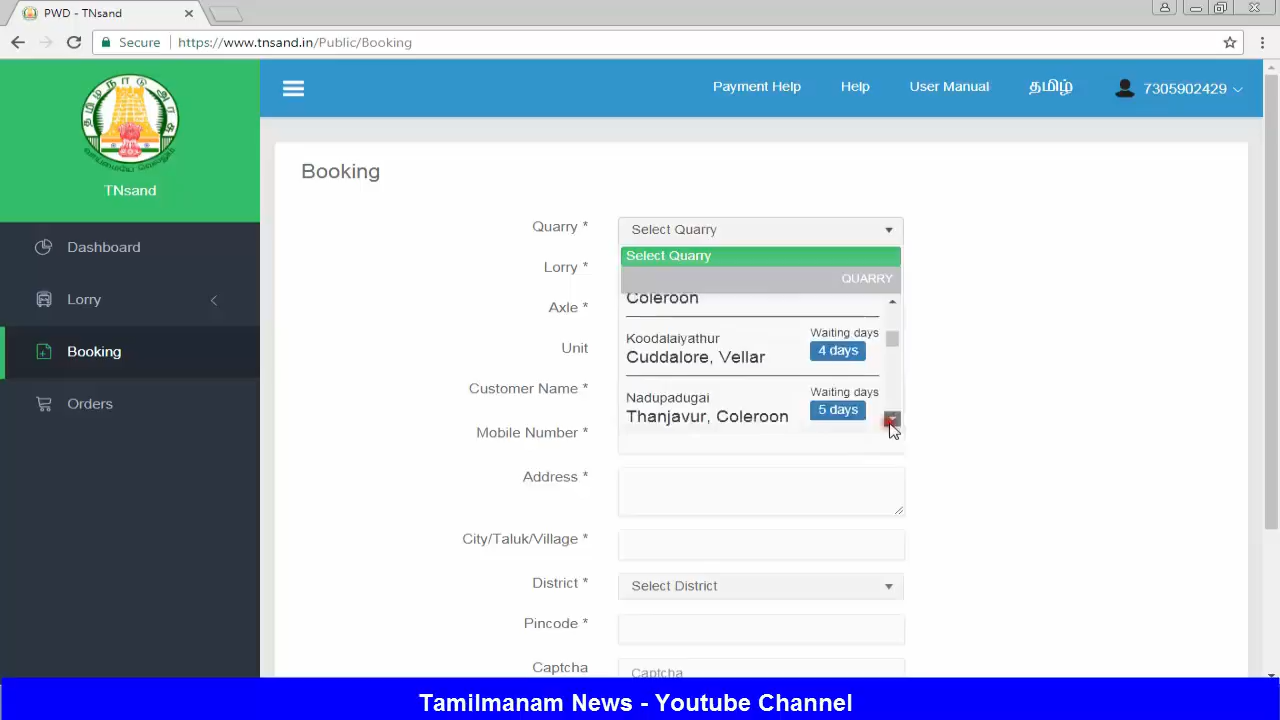 PWD - TNsand
Secure
https://www.tnsand.in/Public/Booking
TNsand
Dashboard
Lorry
Booking
Orders
Payment Help
Help
User Manual
தமிழ்
7305902429
Booking
Quarry *
Select Quarry
Select Quarry
QUARRY
Lorry *
Axle *
Coleroon
Koodalaiyathur
Cuddalore, Vellar
Waiting days
4 days
Nadupadugai
Thanjavur, Coleroon
Waiting days
5 days
Unit
Customer Name *
Mobile Number *
Address *
City/Taluk/Village *
District *
Select District
Pincode *
Captcha
Captcha
Tamilmanam News - Youtube Channel